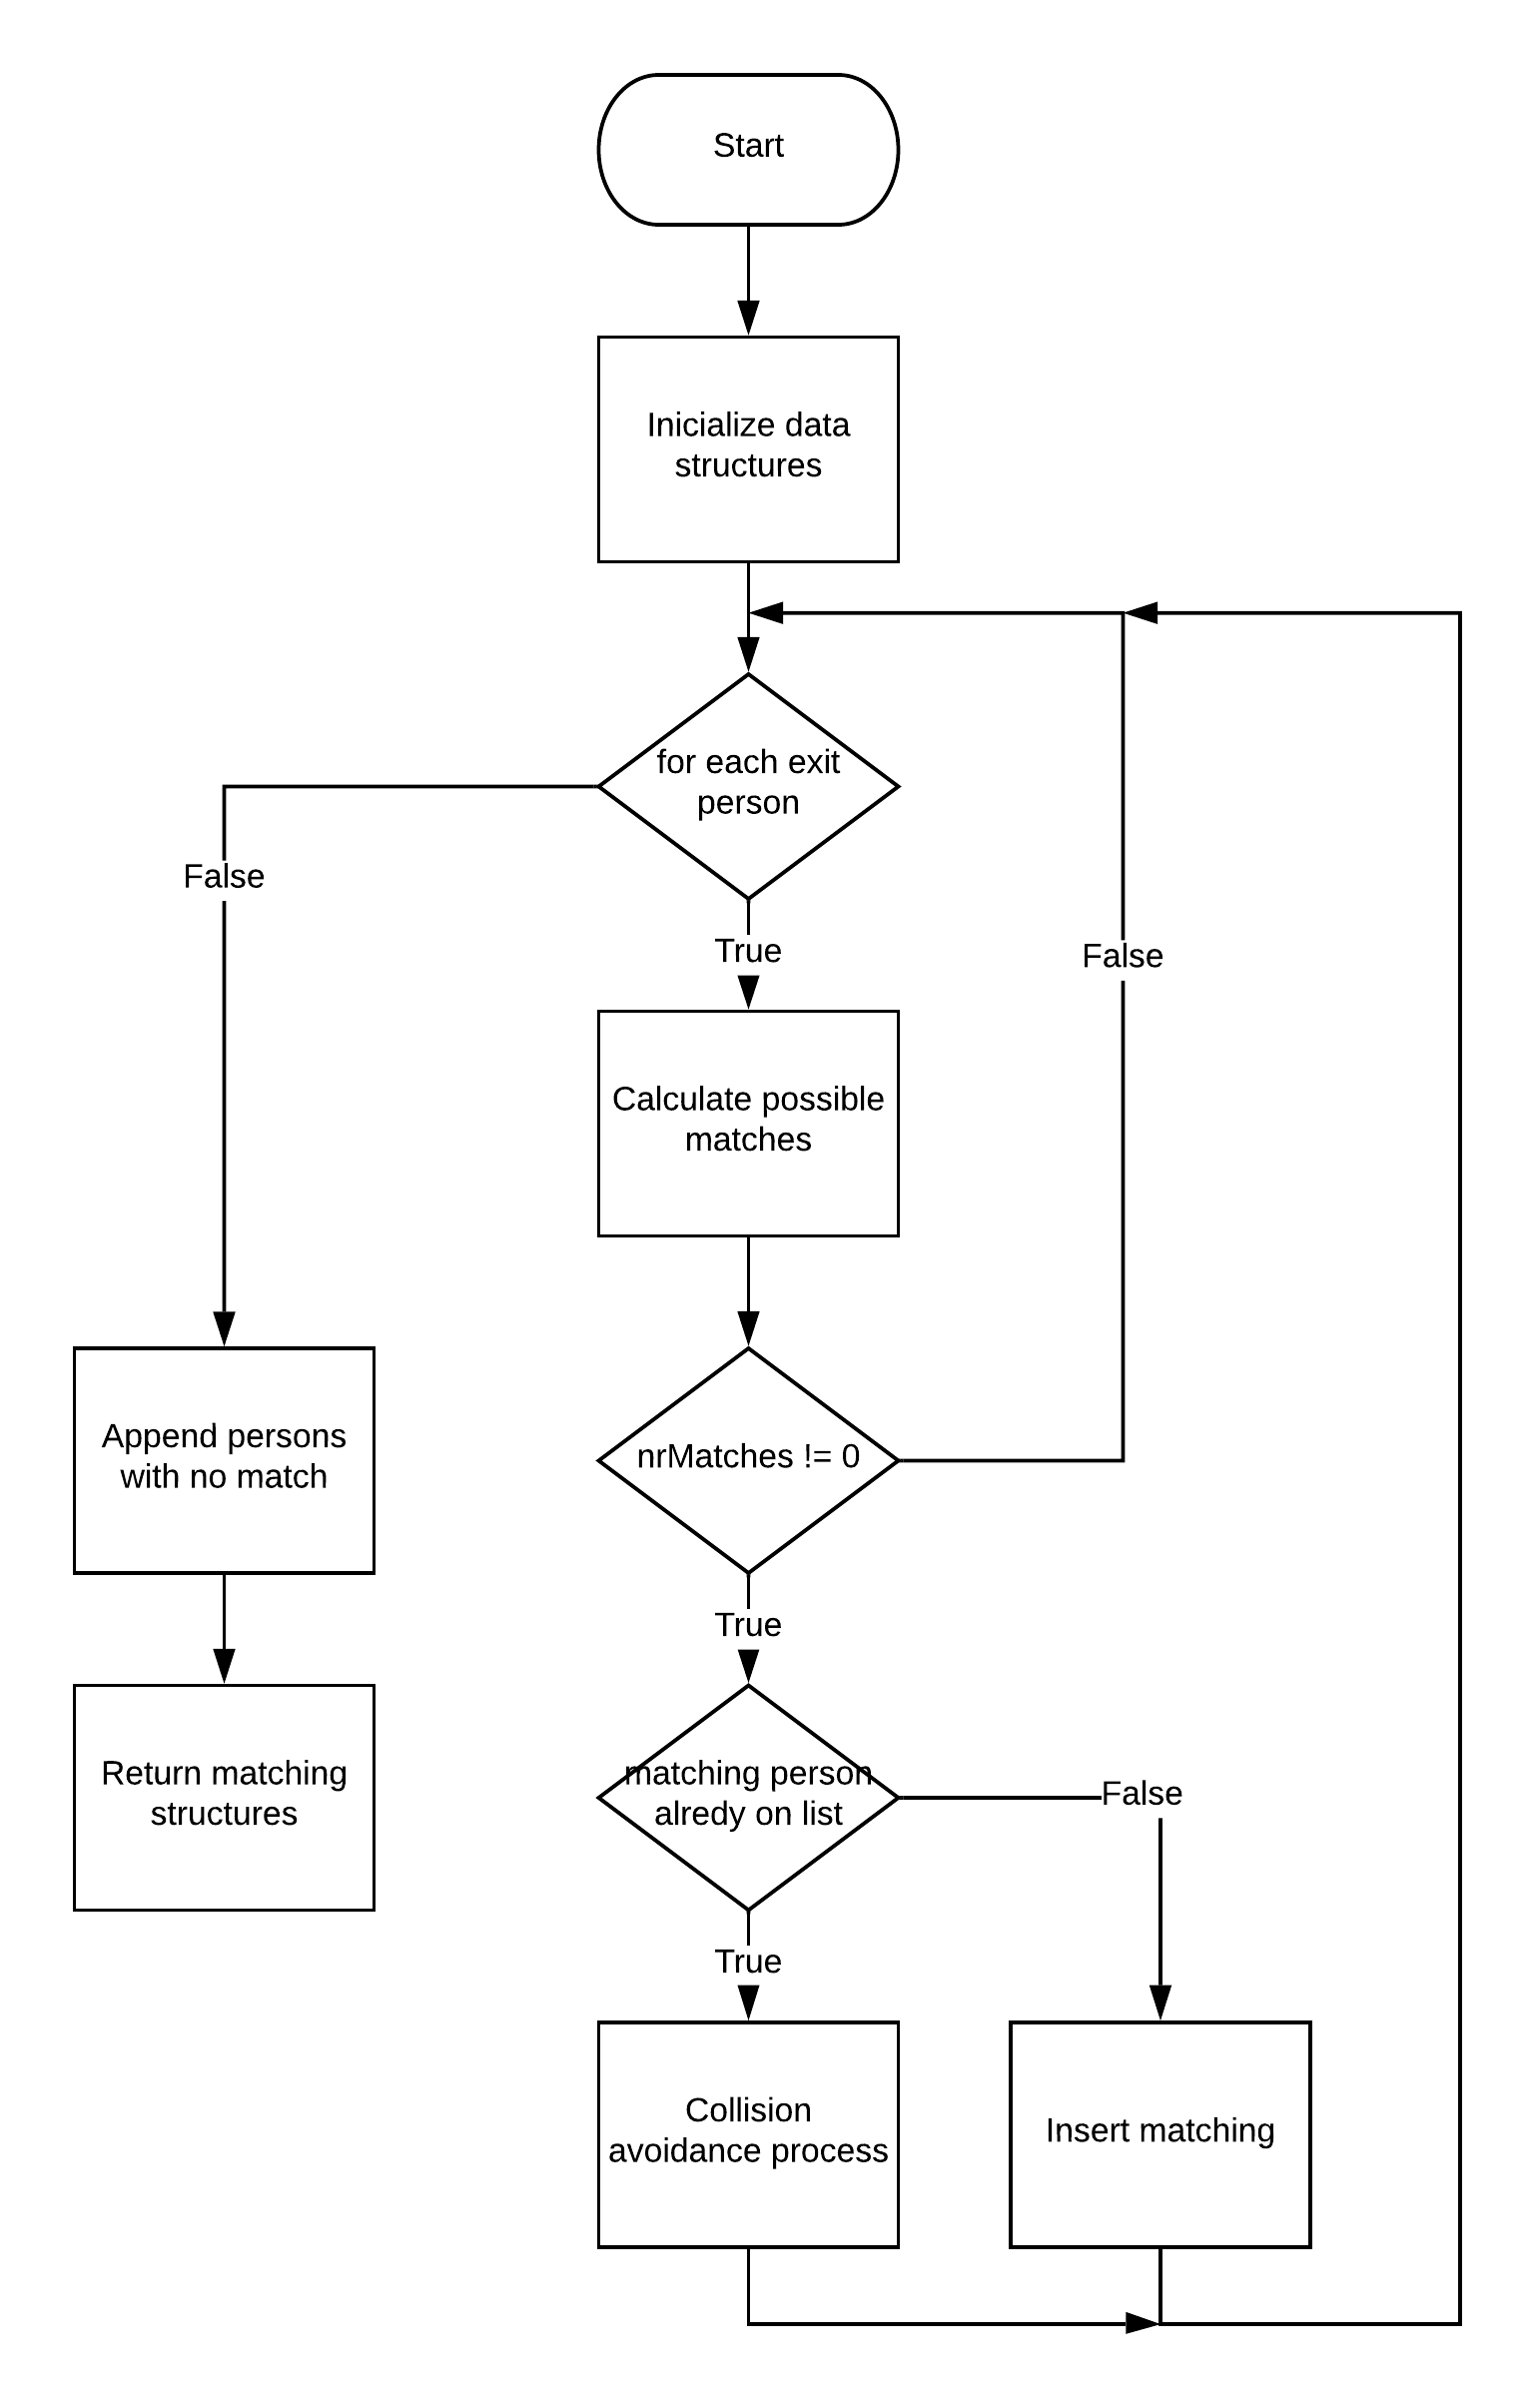 Start
Inicialize data
structures
for each exit
person
False
True
False
Calculate possible
matches
Append persons
with no match
nrMatches != 0
True
Return matching
structures
matching person
alredy on list
False
True
Collision
avoidance process
Insert matching